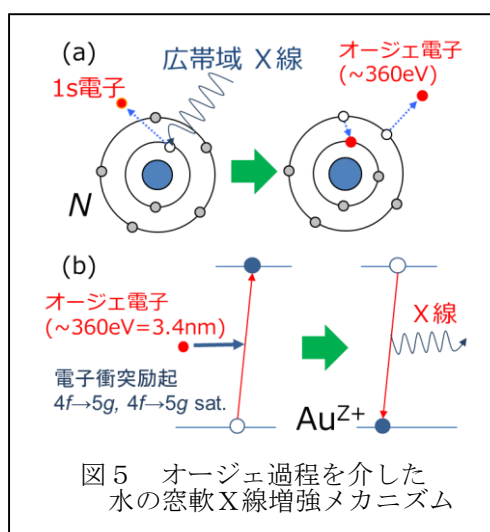 (a)
広帯域 X線
1s電子
オージェ電子
(~360eV)
N
(b)
オージェ電子
(~360eV=3.4nm)
電子衝突励起
4f→5g, 4f→5g sat.
X線
Au^Z+
図5 オージェ過程を介した
水の窓軟X線増強メカニズム